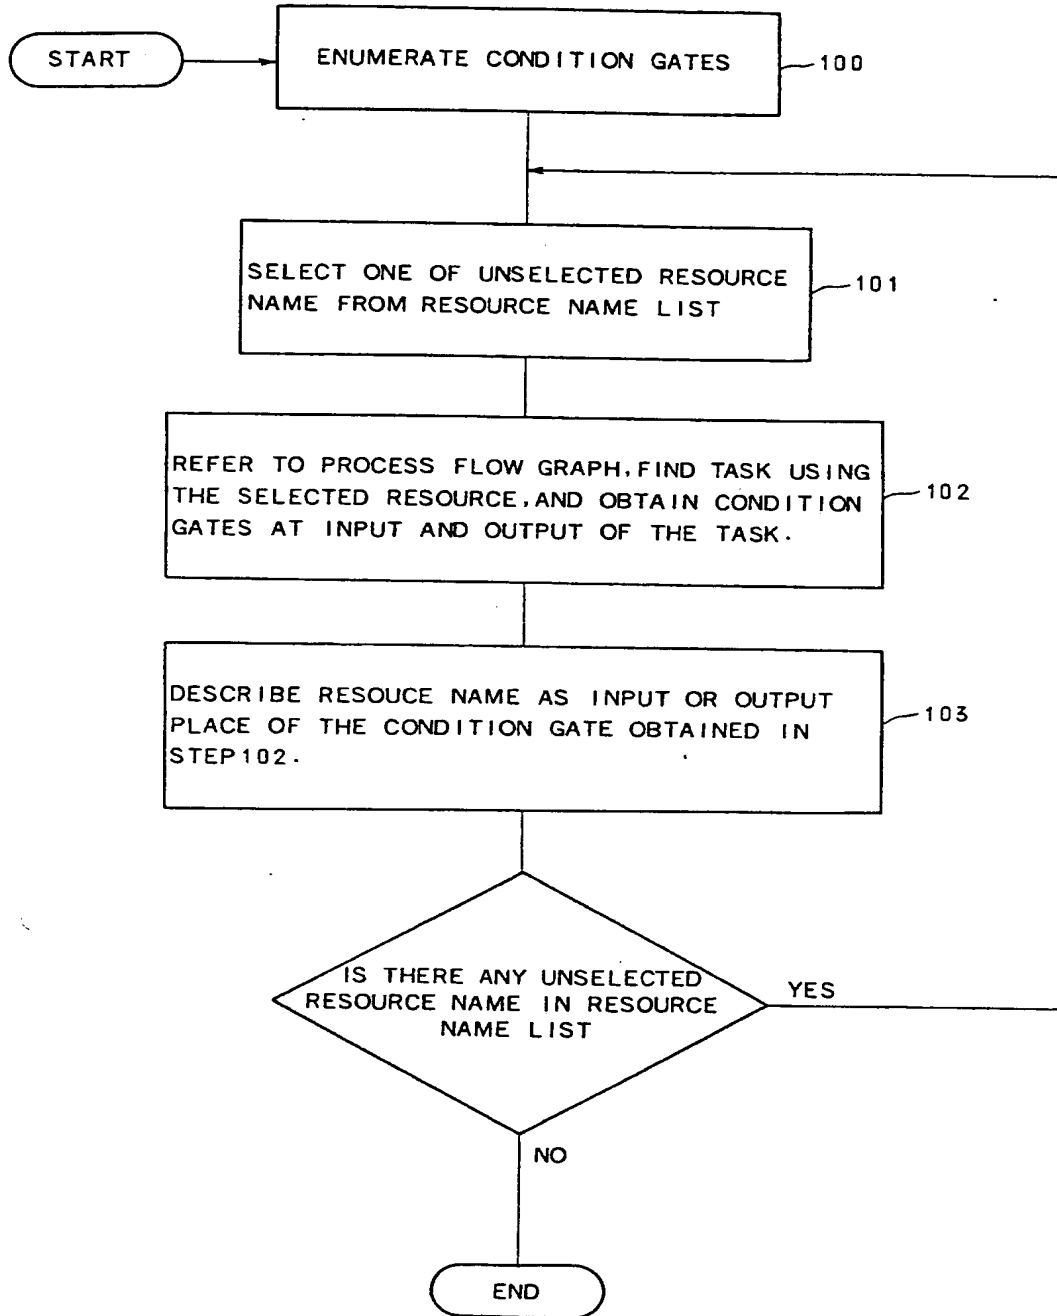 START
ENUMERATE CONDITION GATES
100
SELECT ONE OF UNSELECTED RESOURCE
NAME FROM RESOURCE NAME LIST
101
REFER TO PROCESS FLOW GRAPH, FIND TASK USING
THE SELECTED RESOURCE, AND OBTAIN CONDITION
GATES AT INPUT AND OUTPUT OF THE TASK.
102
DESCRIBE RESOUCE NAME AS INPUT OR OUTPUT
PLACE OF THE CONDITION GATE OBTAINED IN
STEP102.
103
IS THERE ANY UNSELECTED
RESOURCE NAME IN RESOURCE
NAME LIST
YES
NO
END